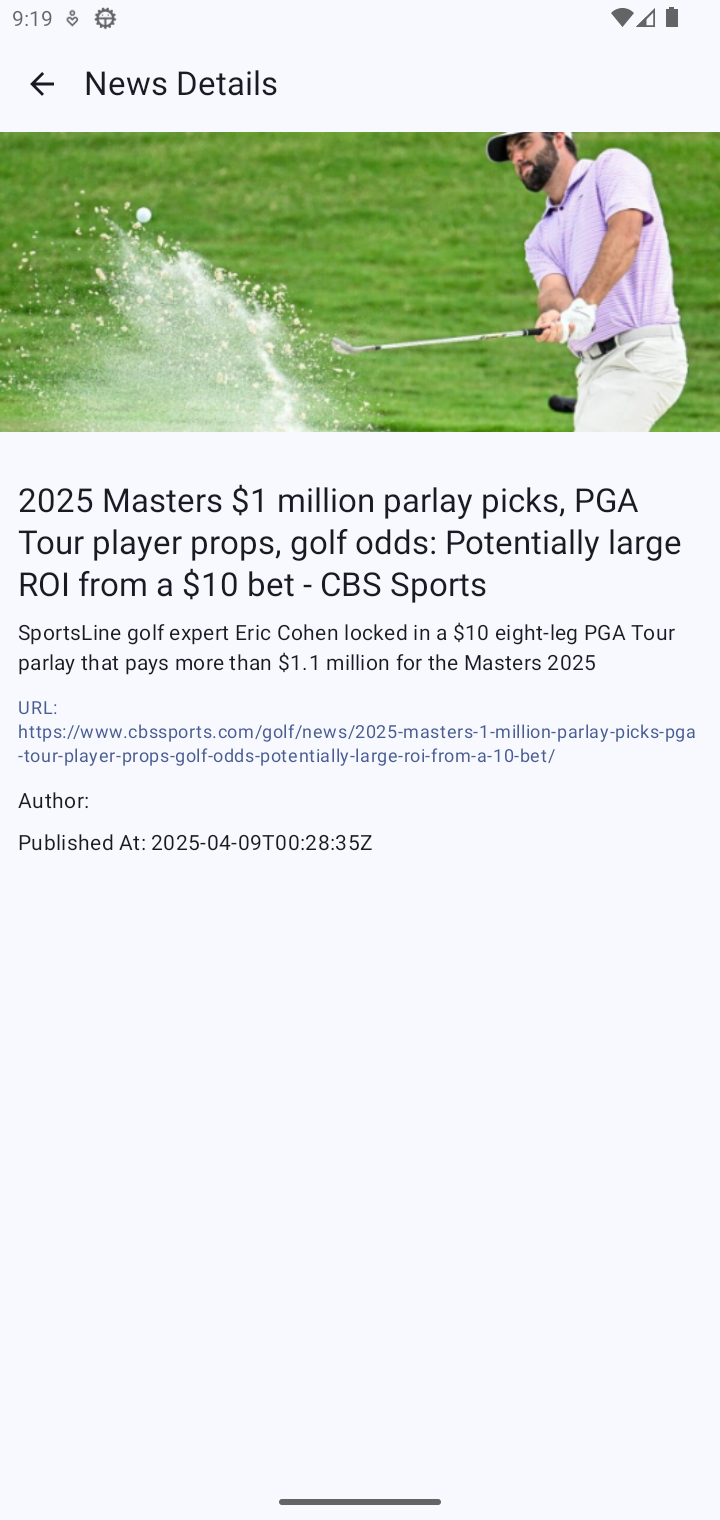 9:19
News Details
2025 Masters $1 million parlay picks, PGA
Tour player props, golf odds: Potentially large
ROI from a $10 bet - CBS Sports
SportsLine golf expert Eric Cohen locked in a $10 eight-leg PGA Tour
parlay that pays more than $1.1 million for the Masters 2025
URL:
https://www.cbssports.com/golf/news/2025-masters-1-million-parlay-picks-pga
-tour-player-props-golf-odds-potentially-large-roi-from-a-10-bet/
Author:
Published At: 2025-04-09T00:28:35Z